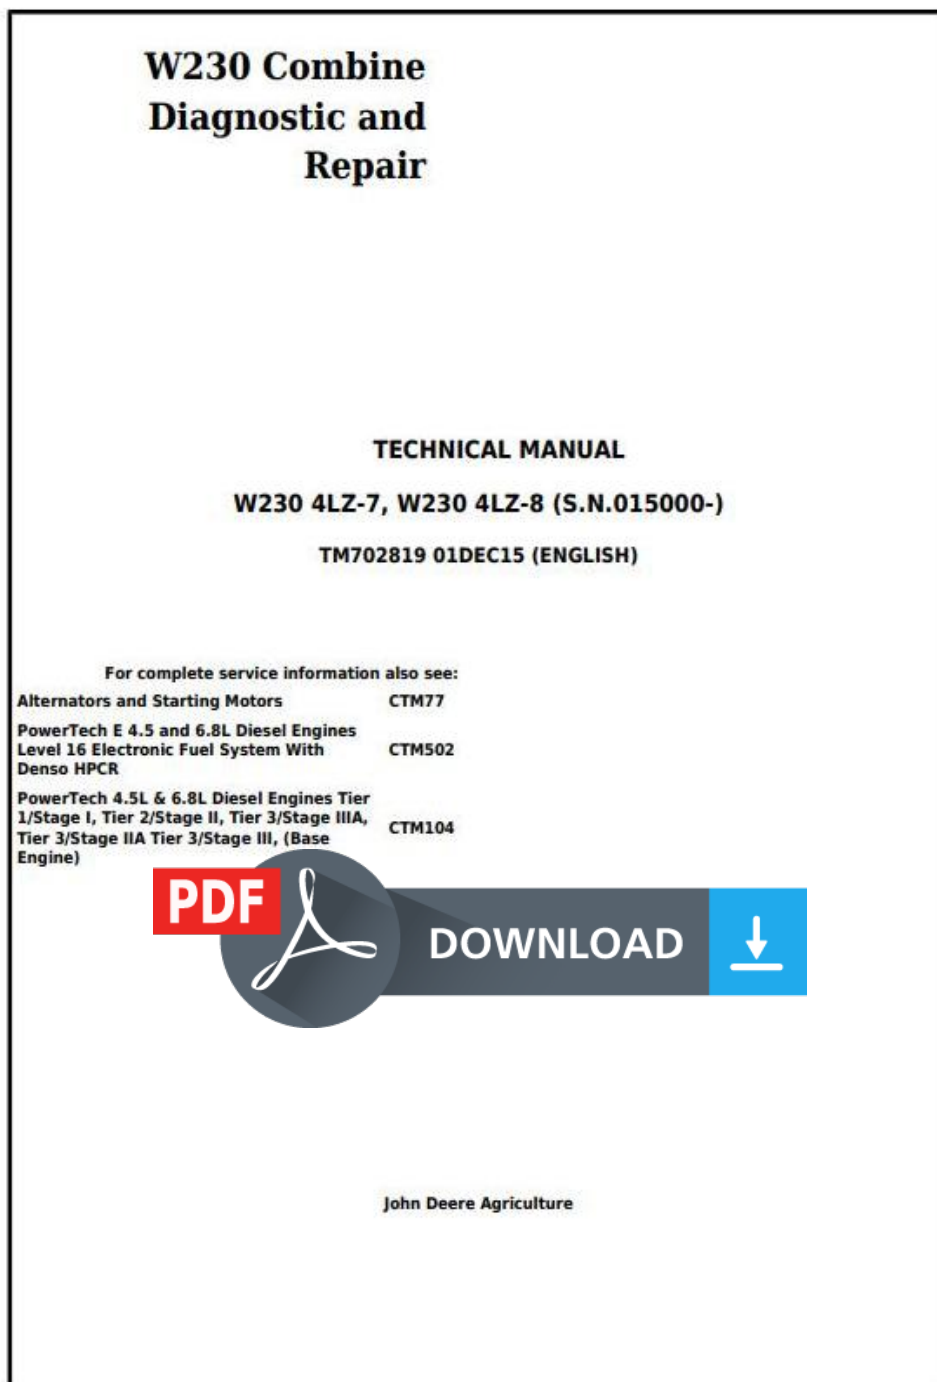 W230 Combine
Diagnostic and
Repair
TECHNICAL MANUAL
W230 4LZ-7, W230 4LZ-8 (S.N.015000-)
TM702819 01DEC15 (ENGLISH)
For complete service information also see:
Alternators and Starting Motors CTM77
PowerTech E 4.5 and 6.8L Diesel Engines
Level 16 Electronic Fuel System With CTM502
Denso HPCR
PowerTech 4.5L & 6.8L Diesel Engines Tier
1/Stage I, Tier 2/Stage II, Tier 3/Stage IIIA,
Tier 3/Stage IIA Tier 3/Stage III, (Base CTM104
Engine)
PDF
DOWNLOAD
John Deere Agriculture